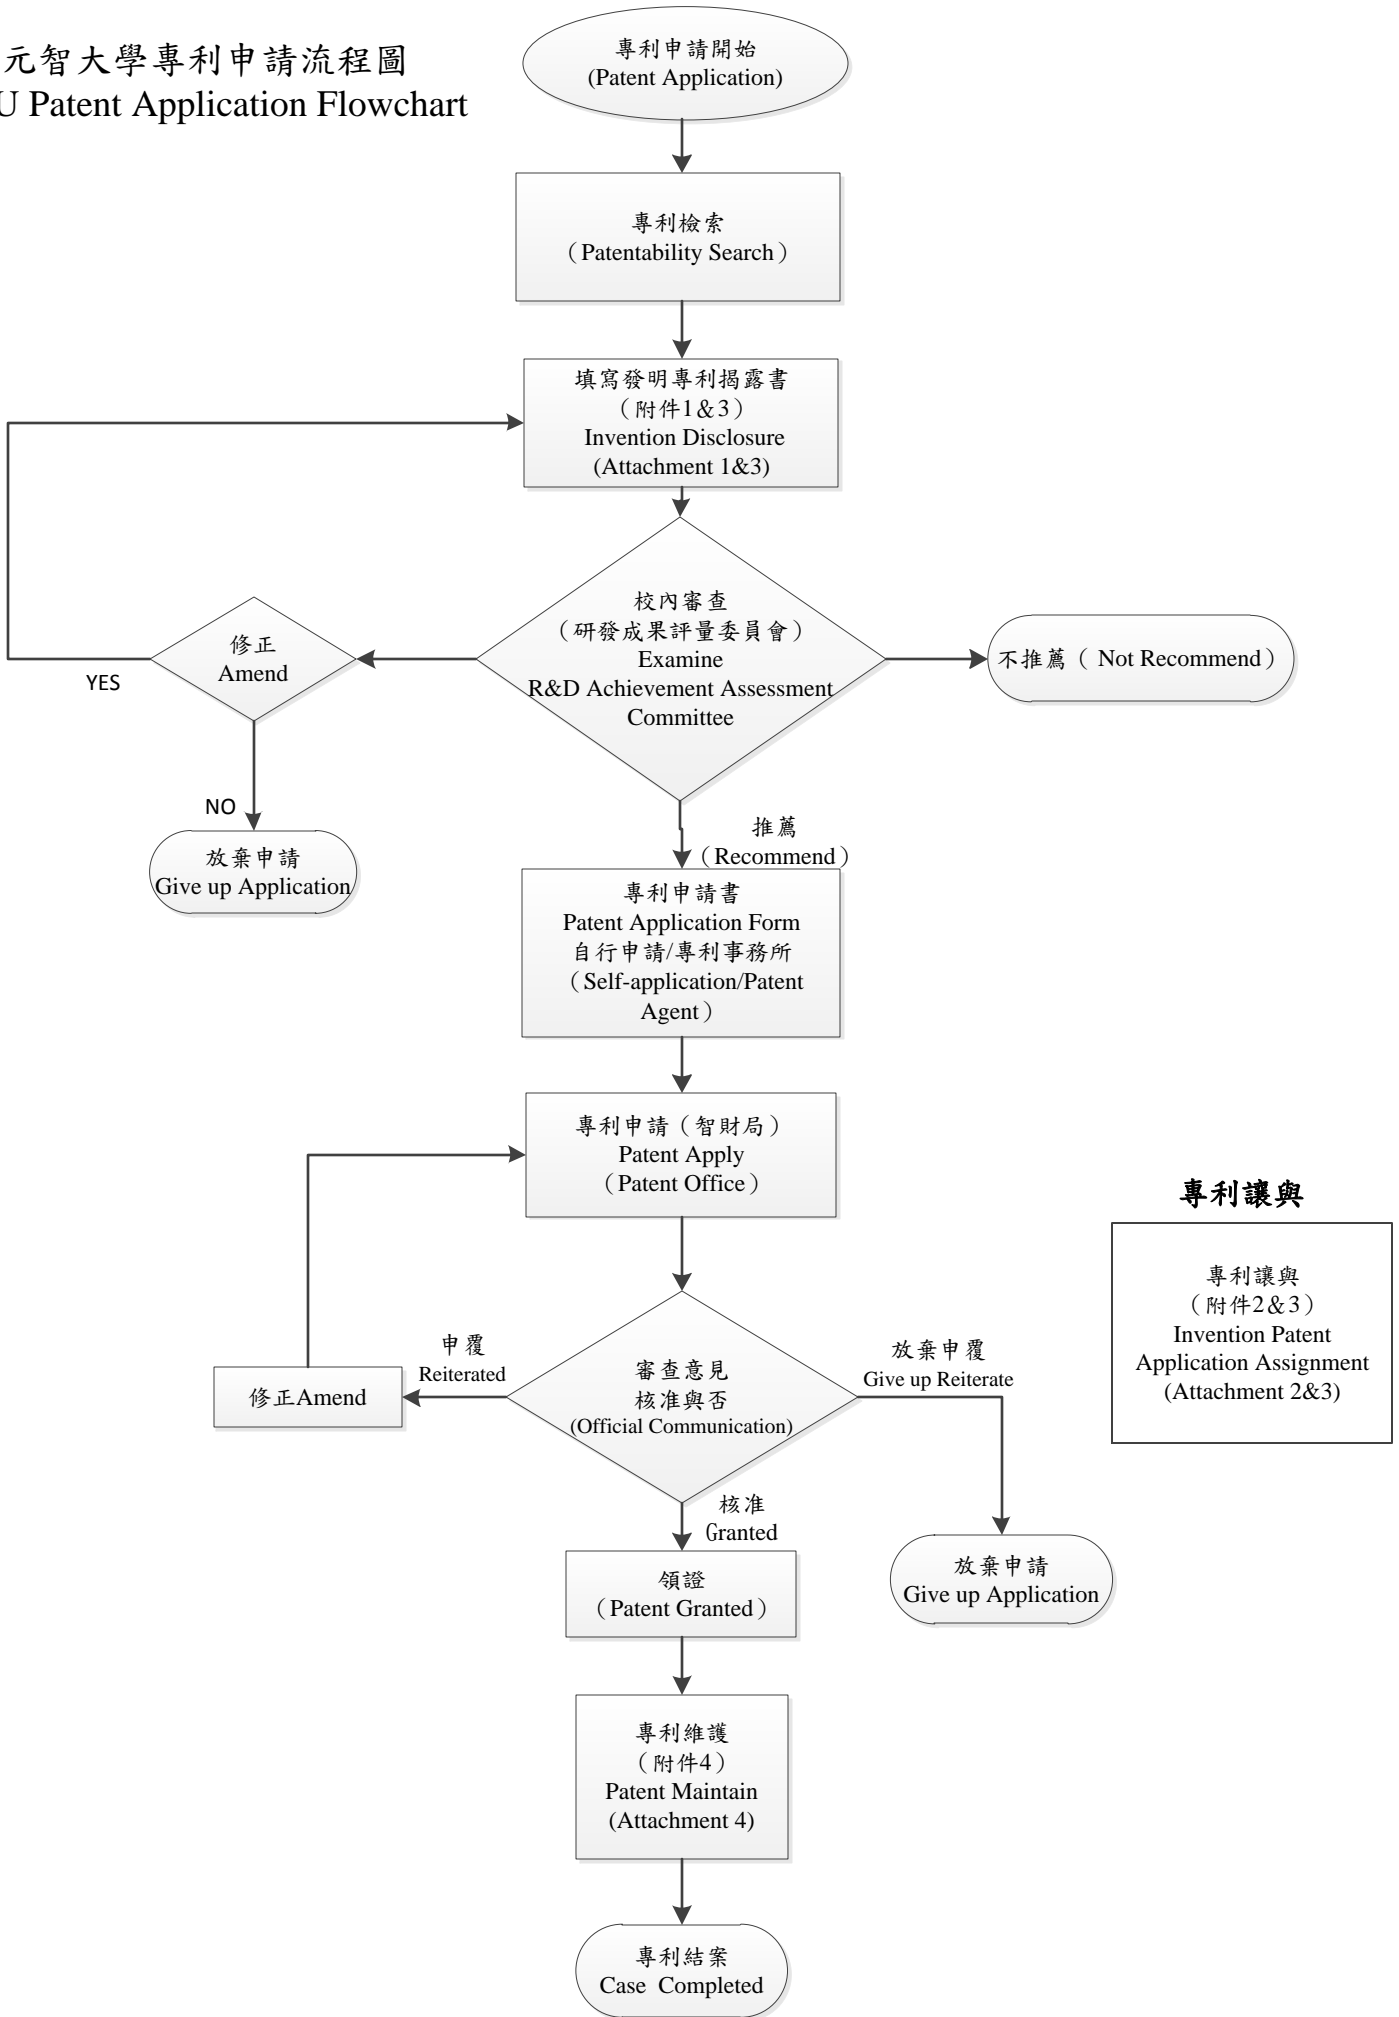 元智大學專利申請流程圖
U Patent Application Flowchart
專利申請開始
(Patent Application)
專利檢索
（Patentability Search）
填寫發明專利揭露書
（附件1＆3）
Invention Disclosure
(Attachment 1&3)
校內審查
（研發成果評量委員會）
Examine
R&D Achievement Assessment
Committee
修正
Amend
YES
NO
放棄申請
Give up Application
不推薦（ Not Recommend）
推薦
（Recommend）
專利申請書
Patent Application Form
自行申請/專利事務所
（Self-application/Patent
Agent）
專利申請（智財局）
Patent Apply
（Patent Office）
審查意見
核准與否
(Official Communication)
申覆
Reiterated
修正Amend
放棄申覆
Give up Reiterate
放棄申請
Give up Application
核准
Granted
領證
（Patent Granted）
專利維護
（附件4）
Patent Maintain
(Attachment 4)
專利結案
Case  Completed
專利讓與
專利讓與
（附件2＆3）
Invention Patent
Application Assignment
(Attachment 2&3)